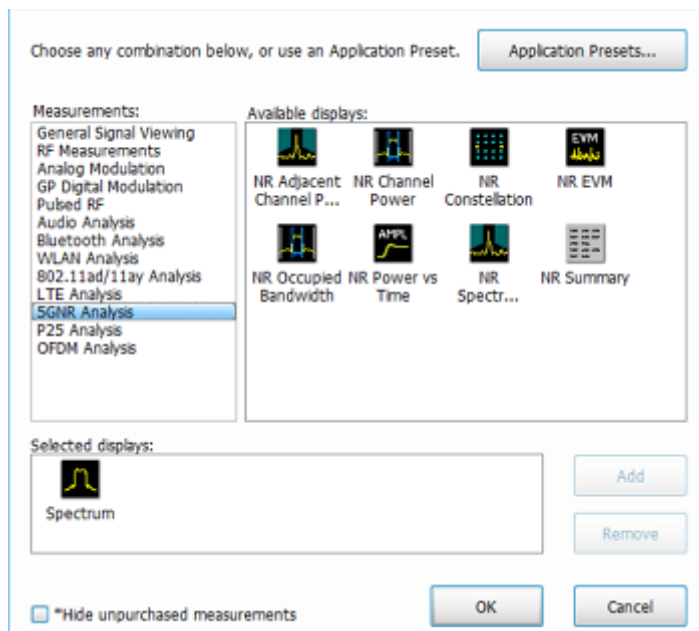 Choose any combination below, or use an Application Preset.
Application Presets...
Measurements:
General Signal Viewing
RF Measurements
Analog Modulation
GP Digital Modulation
Pulsed RF
Audio Analysis
Bluetooth Analysis
WLAN Analysis
802.11ad/11ay Analysis
LTE Analysis
5GNR Analysis
P25 Analysis
OFDM Analysis
Available displays:
NR Adjacent
Channel P...
NR Channel
Power
NR
Constellation
EVM
NR EVM
NR Occupied
Bandwidth
AMPL
NR Power vs
Time
NR
Spectr...
NR Summary
Selected displays:
Spectrum
Add
Remove
*Hide unpurchased measurements
OK
Cancel